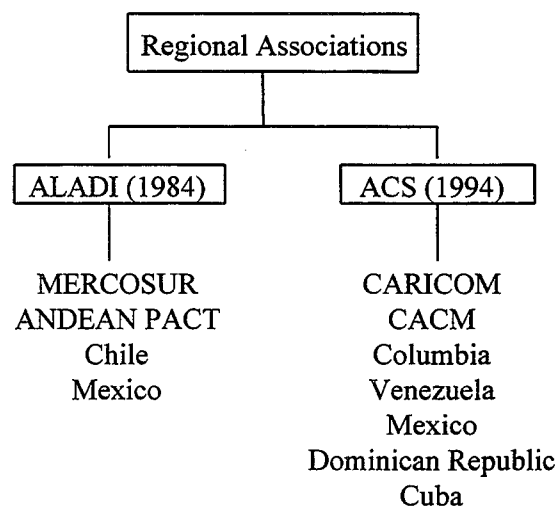 Regional Associations
ALADI (1984)
ACS (1994)
MERCOSUR
ANDEAN PACT
Chile
Mexico
CARICOM
CACM
Columbia
Venezuela
Mexico
Dominican Republic
Cuba